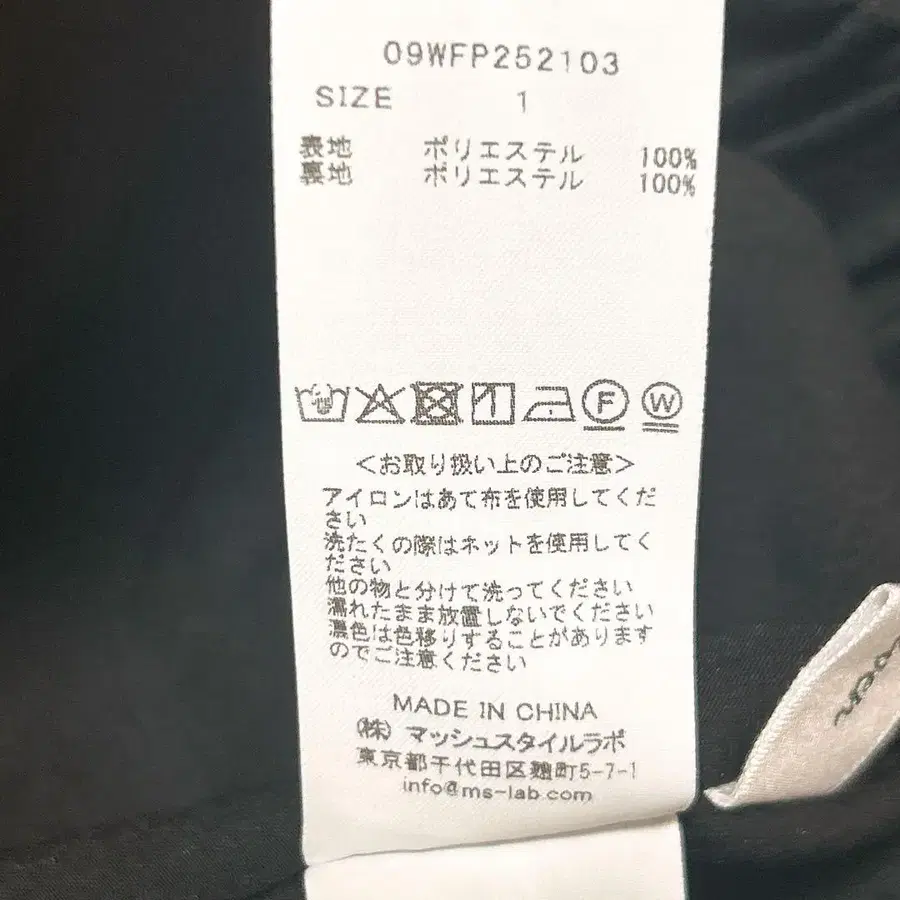 09WFP252103
SIZE 1
表地 ポリエステル 100%
裏地 ポリエステル 100%
F W
<お取り扱い上のご注意>
アイロンはあて布を使用してくだ
さい
洗たくの際はネットを使用してく
ださい
他の物と分けて洗ってください
濡れたまま放置しないでください
濃色は色移りすることがあります
のでご注意ください
MADE IN CHINA
(株)マッシュスタイルラボ
東京都千代田区麹町5-7-1
info@ms-lab.com